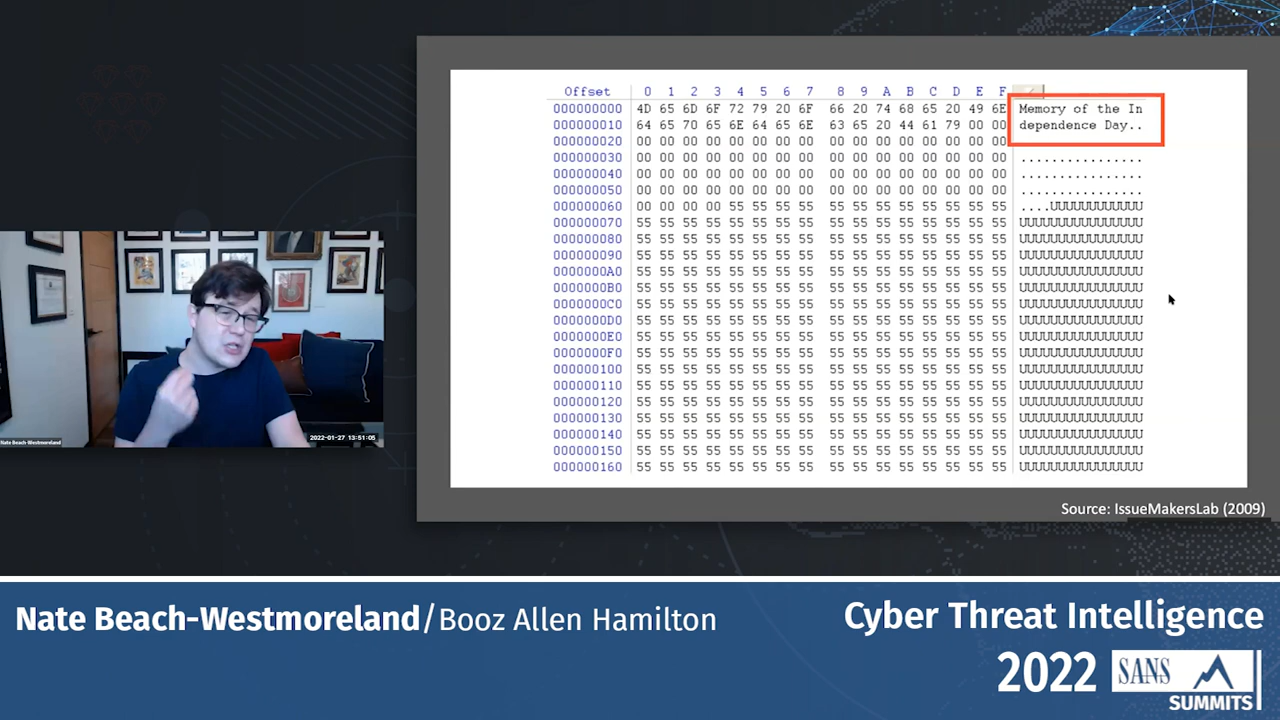 Offset 0 1 2 3 4 5 6 7 8 9 A B C D E F
000000000 4D 65 6D 6F 72 79 20 6F 66 20 74 68 65 20 49 6E Memory of the In
000000010 64 65 70 65 6E 64 65 6E 63 65 20 44 61 79 00 00 dependence Day..
000000020 00 00 00 00 00 00 00 00 00 00 00 00 00 00 00 00
000000030 00 00 00 00 00 00 00 00 00 00 00 00 00 00 00 00 ................
000000040 00 00 00 00 00 00 00 00 00 00 00 00 00 00 00 00 ................
000000050 00 00 00 00 00 00 00 00 00 00 00 00 00 00 00 00 ................
000000060 00 00 00 00 55 55 55 55 55 55 55 55 55 55 55 55 ....UUUUUUUUUUUU
000000070 55 55 55 55 55 55 55 55 55 55 55 55 55 55 55 55 UUUUUUUUUUUUUUUU
000000080 55 55 55 55 55 55 55 55 55 55 55 55 55 55 55 55 UUUUUUUUUUUUUUUU
000000090 55 55 55 55 55 55 55 55 55 55 55 55 55 55 55 55 UUUUUUUUUUUUUUUU
0000000A0 55 55 55 55 55 55 55 55 55 55 55 55 55 55 55 55 UUUUUUUUUUUUUUUU
0000000B0 55 55 55 55 55 55 55 55 55 55 55 55 55 55 55 55 UUUUUUUUUUUUUUUU
0000000C0 55 55 55 55 55 55 55 55 55 55 55 55 55 55 55 55 UUUUUUUUUUUUUUUU
0000000D0 55 55 55 55 55 55 55 55 55 55 55 55 55 55 55 55 UUUUUUUUUUUUUUUU
0000000E0 55 55 55 55 55 55 55 55 55 55 55 55 55 55 55 55 UUUUUUUUUUUUUUUU
0000000F0 55 55 55 55 55 55 55 55 55 55 55 55 55 55 55 55 UUUUUUUUUUUUUUUU
000000100 55 55 55 55 55 55 55 55 55 55 55 55 55 55 55 55 UUUUUUUUUUUUUUUU
000000110 55 55 55 55 55 55 55 55 55 55 55 55 55 55 55 55 UUUUUUUUUUUUUUUU
000000120 55 55 55 55 55 55 55 55 55 55 55 55 55 55 55 55 UUUUUUUUUUUUUUUU
000000130 55 55 55 55 55 55 55 55 55 55 55 55 55 55 55 55 UUUUUUUUUUUUUUUU
000000140 55 55 55 55 55 55 55 55 55 55 55 55 55 55 55 55 UUUUUUUUUUUUUUUU
000000150 55 55 55 55 55 55 55 55 55 55 55 55 55 55 55 55 UUUUUUUUUUUUUUUU
000000160 55 55 55 55 55 55 55 55 55 55 55 55 55 55 55 55 UUUUUUUUUUUUUUUU
Nate Beach-Westmoreland
2022-01-27 13:51:05
Source: IssueMakersLab (2009)
Nate Beach-Westmoreland/Booz Allen Hamilton
Cyber Threat Intelligence
2022
SANS
SUMMITS